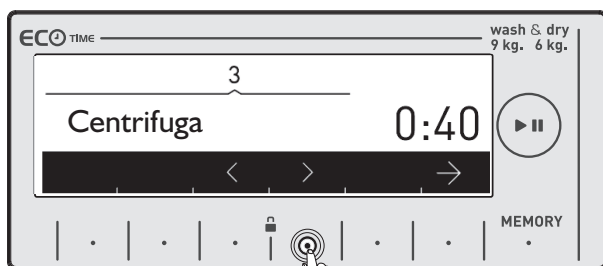 ECO TIME
wash & dry
9 kg. 6 kg.
3
Centrifuga
0:40
MEMORY